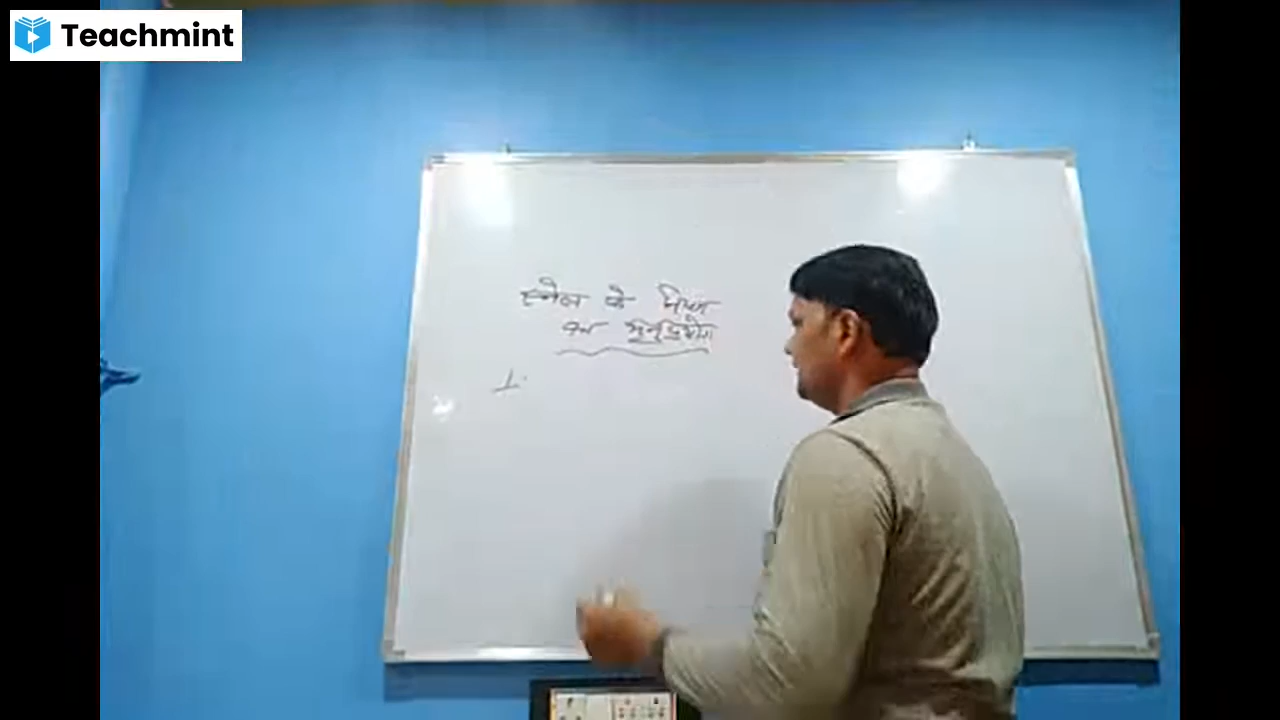 Teachmint
स्नेल के नियम
का अनुप्रयोग
1.